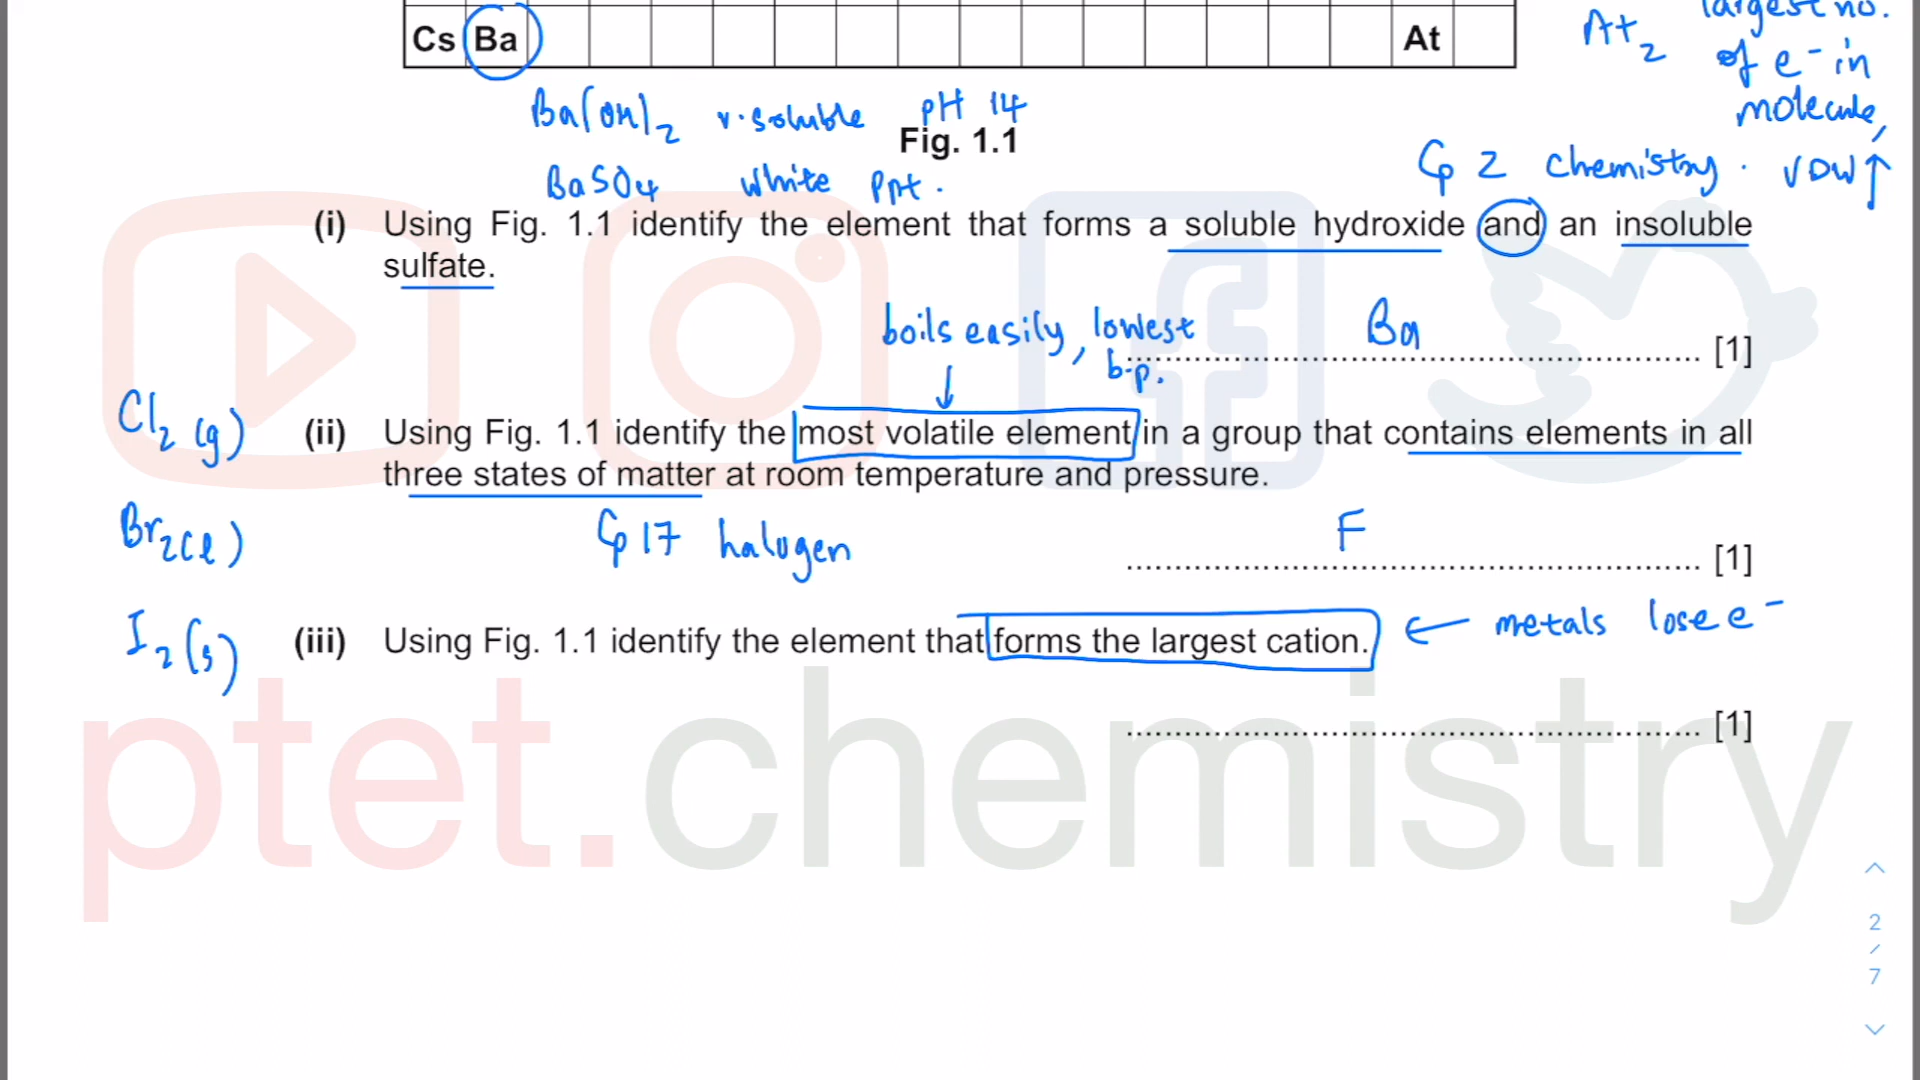 largest no.
At2 of e- in
Cs Ba At
molecule,
Ba(OH)2 v.soluble pH 14
Fig. 1.1
Gp 2 chemistry. VDW↑
BaSO4 white ppt.
(i) Using Fig. 1.1 identify the element that forms a soluble hydroxide and an insoluble
sulfate.
boils easily, lowest
b.p.
Ba
[1]
Cl2 (g)
(ii) Using Fig. 1.1 identify the most volatile element in a group that contains elements in all
three states of matter at room temperature and pressure.
Br2(l)
Gp 17 halogen
F
[1]
I2(s)
(iii) Using Fig. 1.1 identify the element that forms the largest cation. ← metals lose e-
[1]
ptet.chemistry
2
/
7